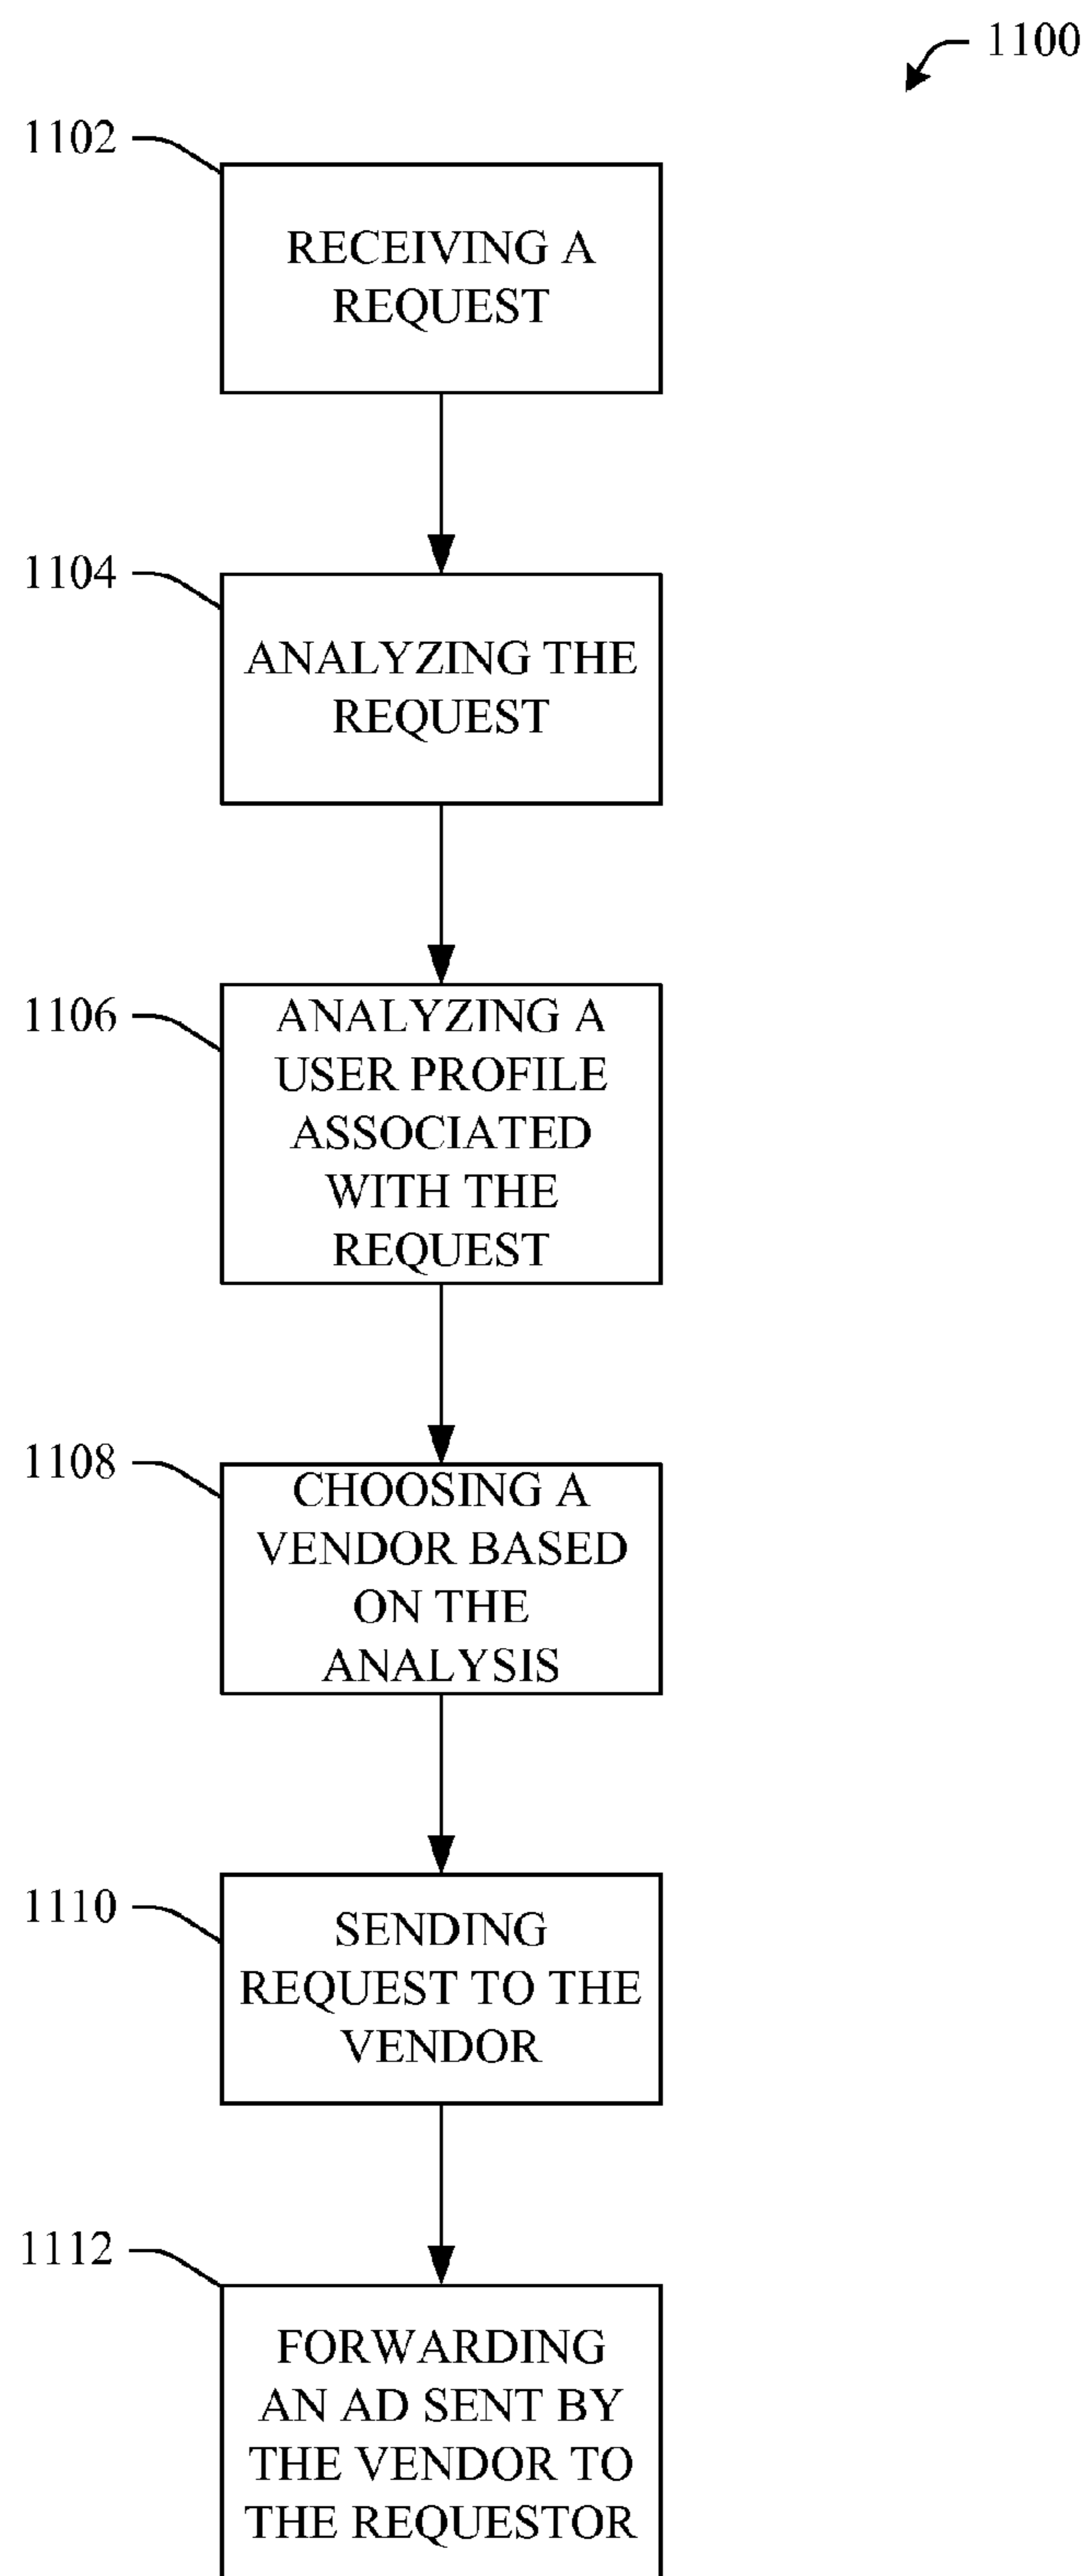 1100
1102
RECEIVING A
REQUEST
1104
ANALYZING THE
REQUEST
1106
ANALYZING A
USER PROFILE
ASSOCIATED
WITH THE
REQUEST
1108
CHOOSING A
VENDOR BASED
ON THE
ANALYSIS
1110
SENDING
REQUEST TO THE
VENDOR
1112
FORWARDING
AN AD SENT BY
THE VENDOR TO
THE REQUESTOR